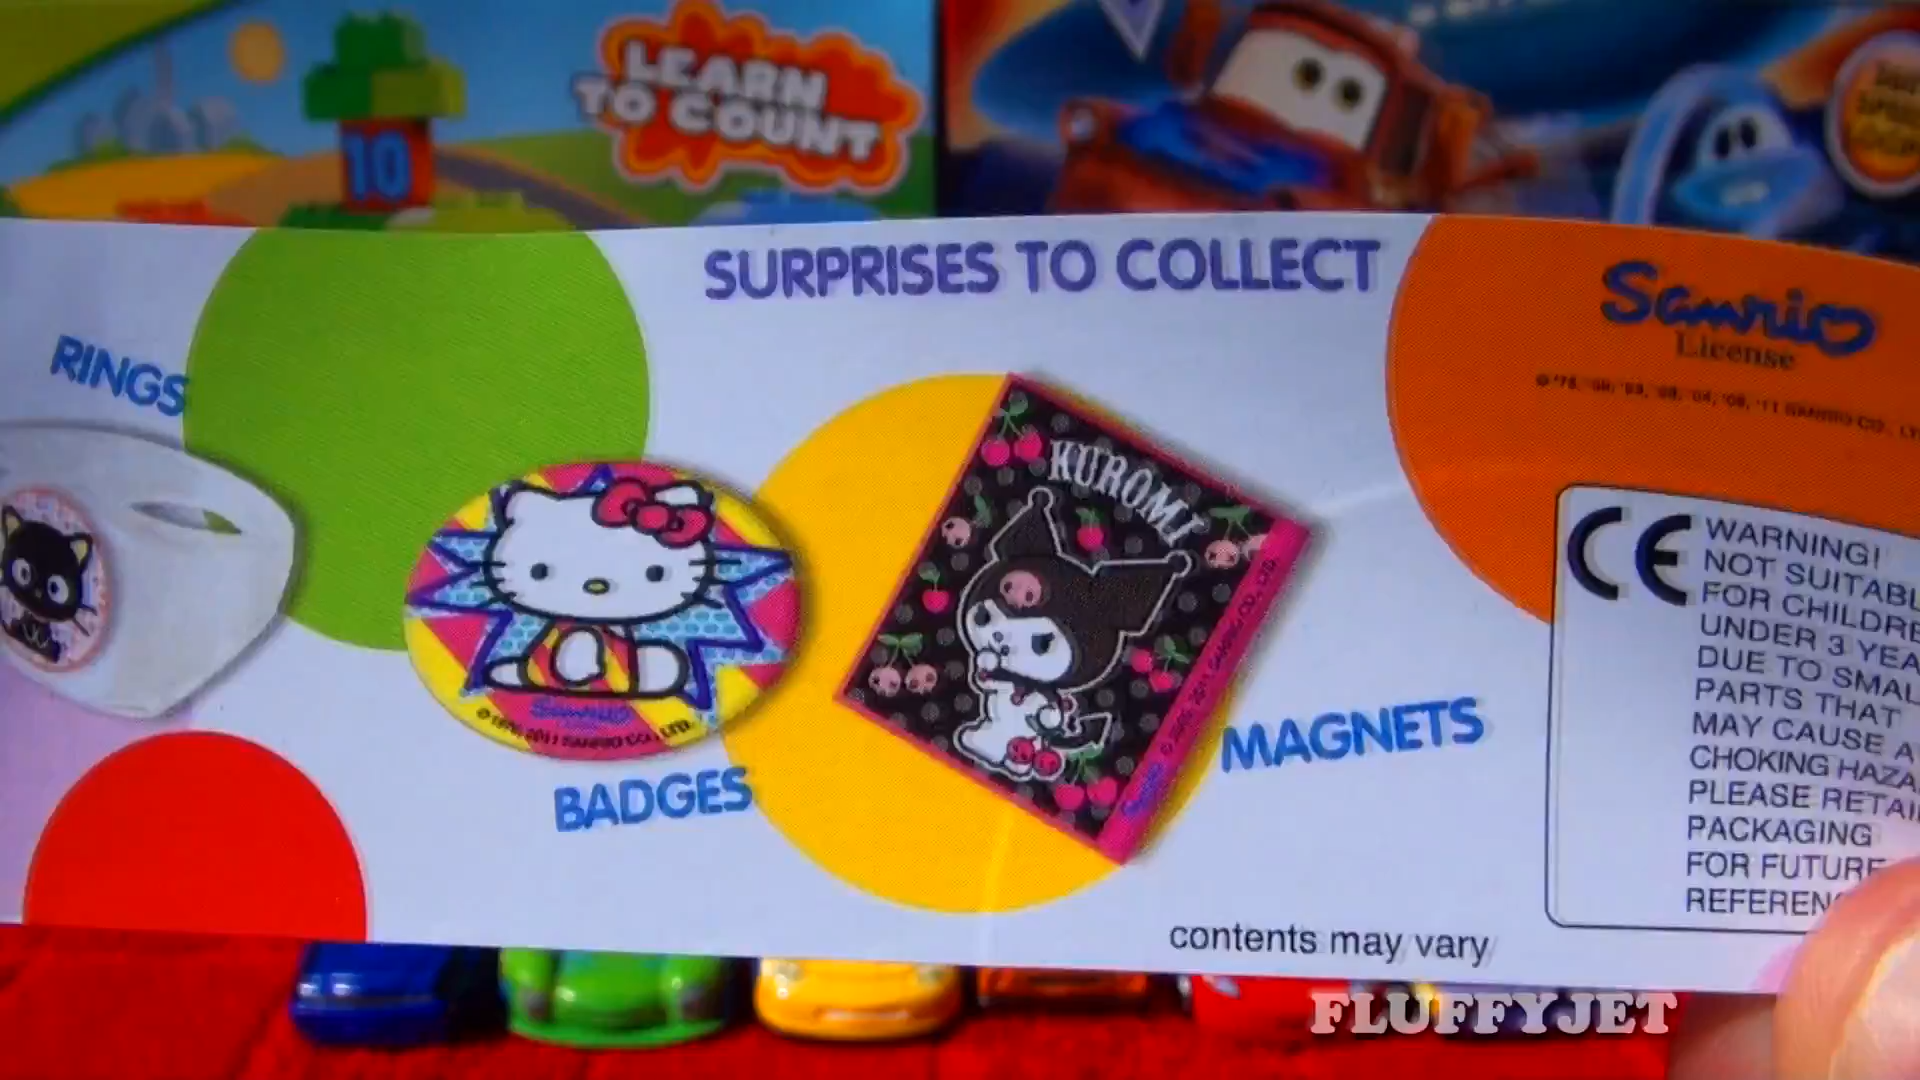 LEARN
TO COUNT
10
SURPRISES TO COLLECT
Sanrio
License
RINGS
KUROMI
BADGES
Sanrio
MAGNETS
CE
WARNING!
NOT SUITABL
FOR CHILDRE
UNDER 3 YEA
DUE TO SMAL
PARTS THAT
MAY CAUSE A
CHOKING HAZA
PLEASE RETAI
PACKAGING
FOR FUTURE
REFEREN
contents may vary
FLUFFYJET